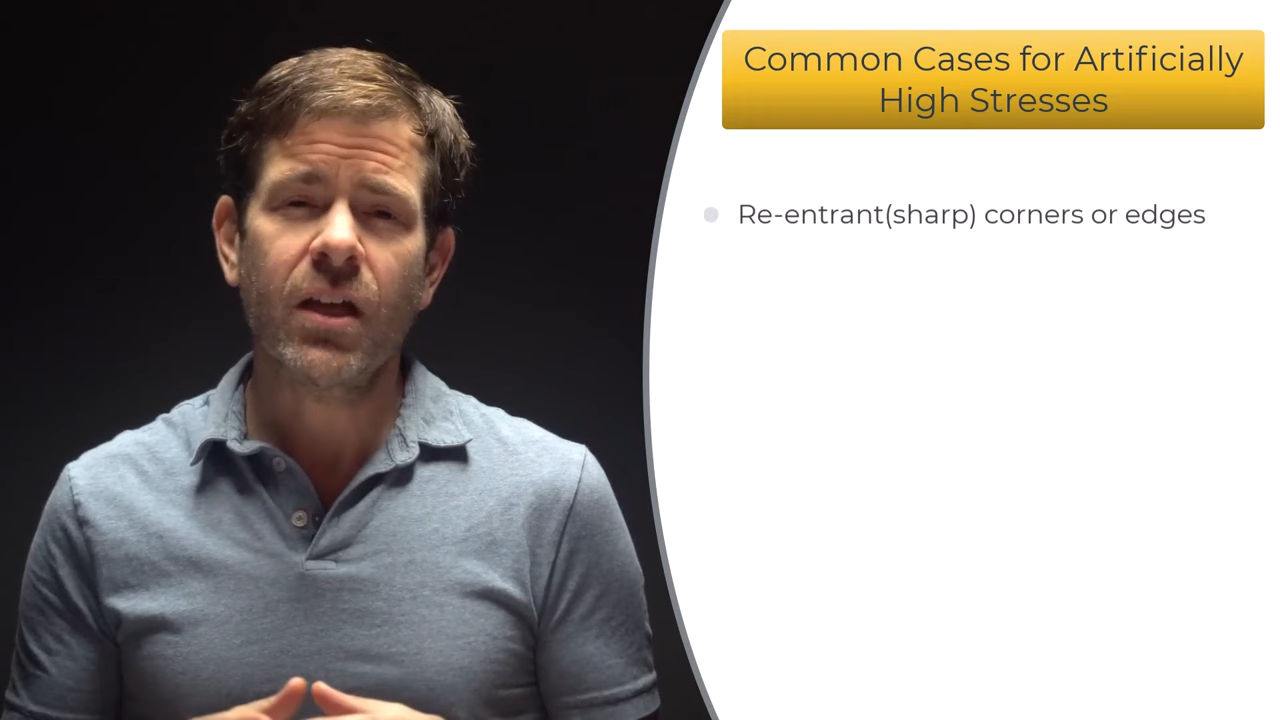 Common Cases for Artificially
High Stresses
Re-entrant(sharp) corners or edges